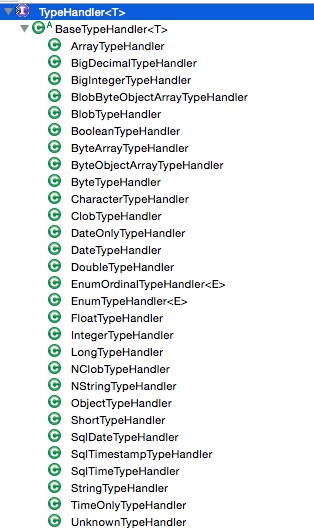 TypeHandler<T>
BaseTypeHandler<T>
ArrayTypeHandler
BigDecimalTypeHandler
BigIntegerTypeHandler
BlobByteObjectArrayTypeHandler
BlobTypeHandler
BooleanTypeHandler
ByteArrayTypeHandler
ByteObjectArrayTypeHandler
ByteTypeHandler
CharacterTypeHandler
ClobTypeHandler
DateOnlyTypeHandler
DateTypeHandler
DoubleTypeHandler
EnumOrdinalTypeHandler<E>
EnumTypeHandler<E>
FloatTypeHandler
IntegerTypeHandler
LongTypeHandler
NClobTypeHandler
NStringTypeHandler
ObjectTypeHandler
ShortTypeHandler
SqlDateTypeHandler
SqlTimestampTypeHandler
SqlTimeTypeHandler
StringTypeHandler
TimeOnlyTypeHandler
UnknownTypeHandler